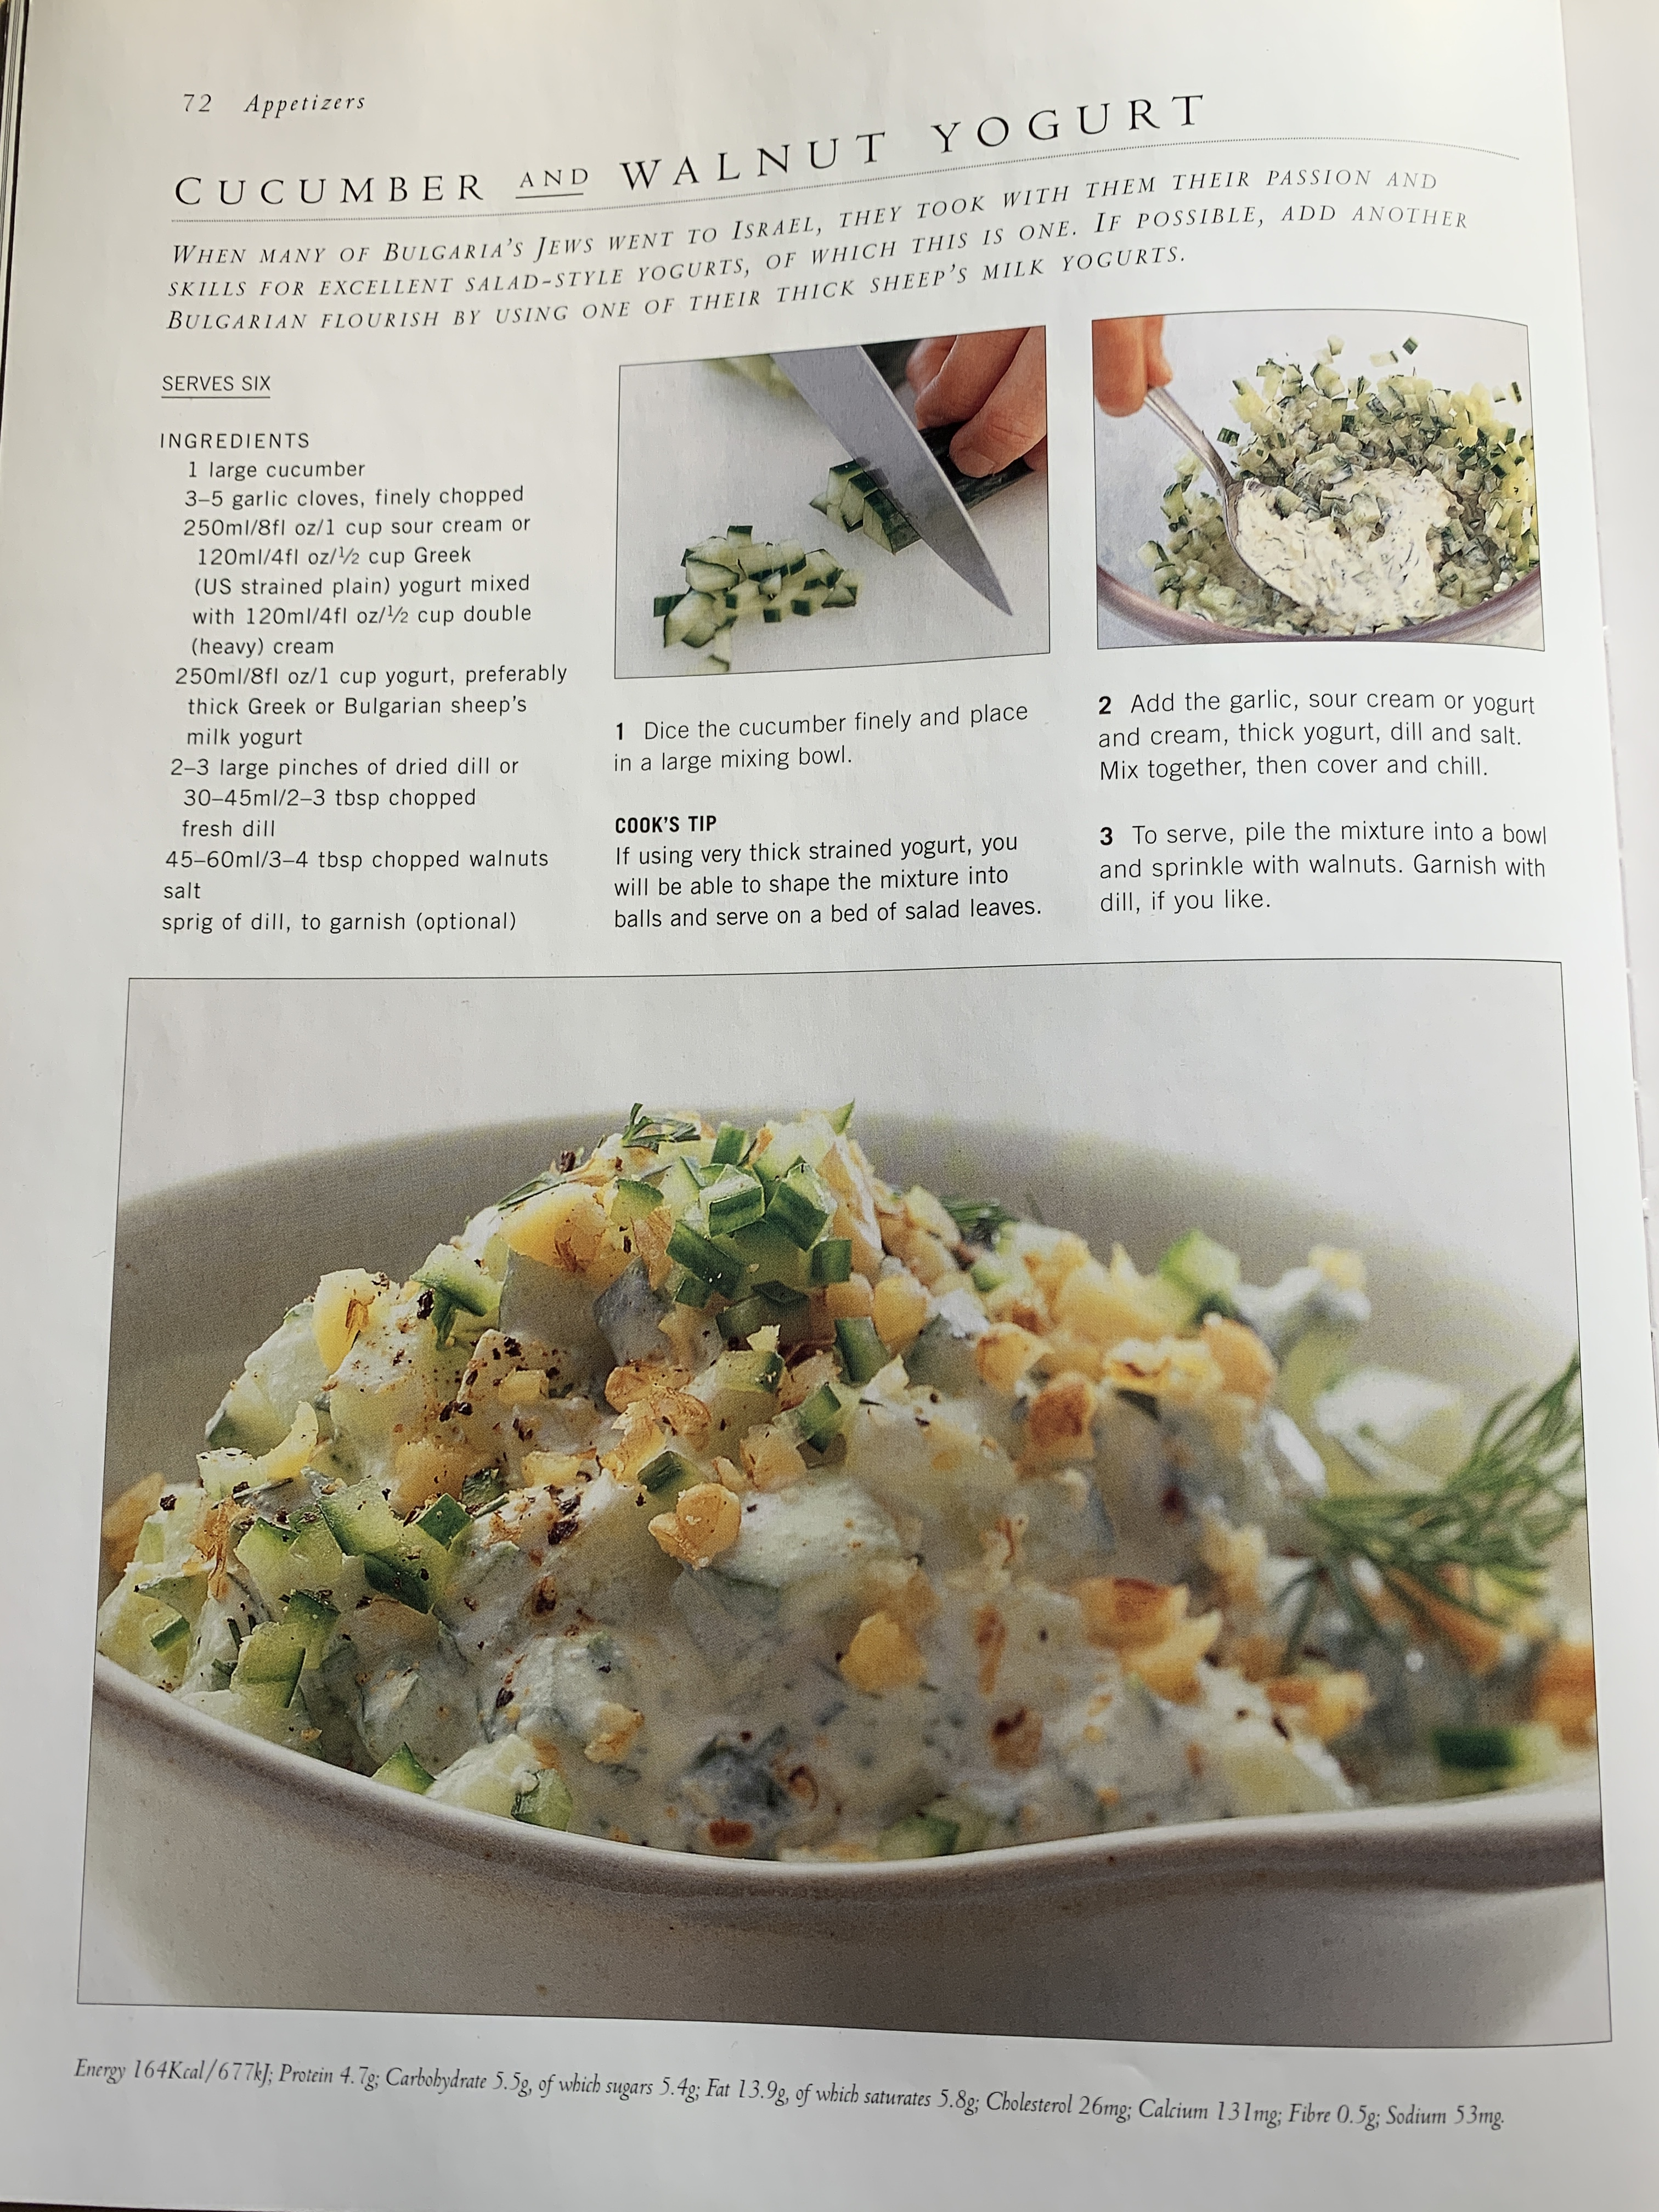 72 Appetizers
CUCUMBER AND WALNUT YOGURT
WHEN MANY OF BULGARIA'S JEWS WENT TO ISRAEL, THEY TOOK WITH THEM THEIR PASSION AND
SKILLS FOR EXCELLENT SALAD-STYLE YOGURTS, OF WHICH THIS IS ONE. IF POSSIBLE, ADD ANOTHER
BULGARIAN FLOURISH BY USING ONE OF THEIR THICK SHEEP'S MILK YOGURTS.
SERVES SIX
INGREDIENTS
1 large cucumber
3–5 garlic cloves, finely chopped
250ml/8fl oz/1 cup sour cream or
120ml/4fl oz/½ cup Greek
(US strained plain) yogurt mixed
with 120ml/4fl oz/½ cup double
(heavy) cream
250ml/8fl oz/1 cup yogurt, preferably
thick Greek or Bulgarian sheep's
milk yogurt
2–3 large pinches of dried dill or
30–45ml/2–3 tbsp chopped
fresh dill
45–60ml/3–4 tbsp chopped walnuts
salt
sprig of dill, to garnish (optional)
1 Dice the cucumber finely and place
in a large mixing bowl.
COOK'S TIP
If using very thick strained yogurt, you
will be able to shape the mixture into
balls and serve on a bed of salad leaves.
2 Add the garlic, sour cream or yogurt
and cream, thick yogurt, dill and salt.
Mix together, then cover and chill.
3 To serve, pile the mixture into a bowl
and sprinkle with walnuts. Garnish with
dill, if you like.
Energy 164Kcal/677kJ; Protein 4.7g; Carbohydrate 5.5g, of which sugars 5.4g; Fat 13.9g, of which saturates 5.8g; Cholesterol 26mg; Calcium 131mg; Fibre 0.5g; Sodium 53mg.